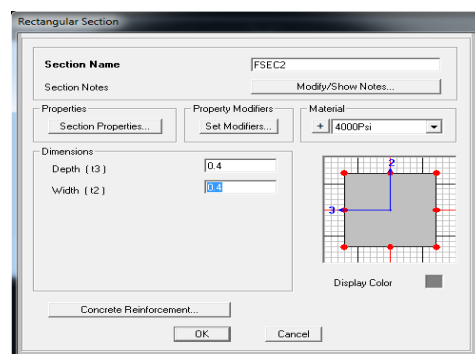 Rectangular Section
Section Name FSEC2
Section Notes Modify/Show Notes...
Properties Property Modifiers Material
Section Properties... Set Modifiers... + 4000Psi
Dimensions
Depth ( t3 ) 0.4
Width ( t2 ) 0.4
2
3
Display Color
Concrete Reinforcement...
OK Cancel